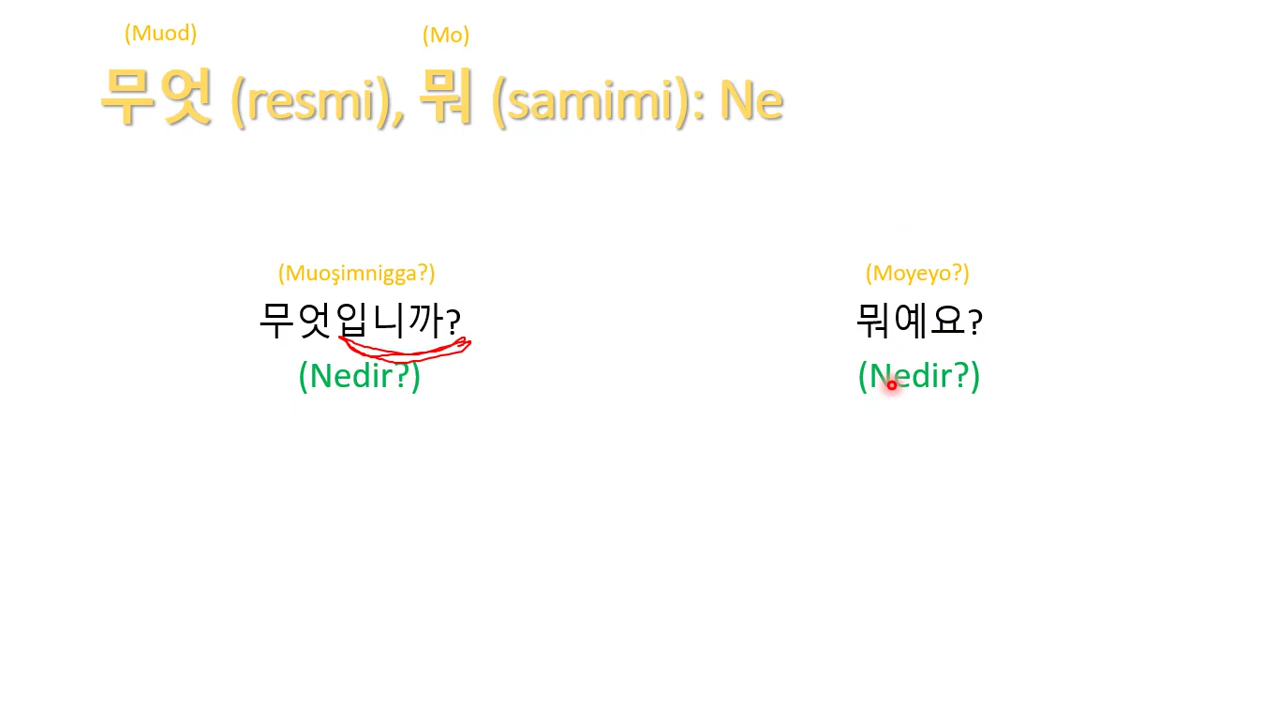 (Muod) (Mo)
무엇 (resmi), 뭐 (samimi): Ne
(Muoşimnigga?) (Moyeyo?)
무엇입니까? 뭐예요?
(Nedir?) (Nedir?)